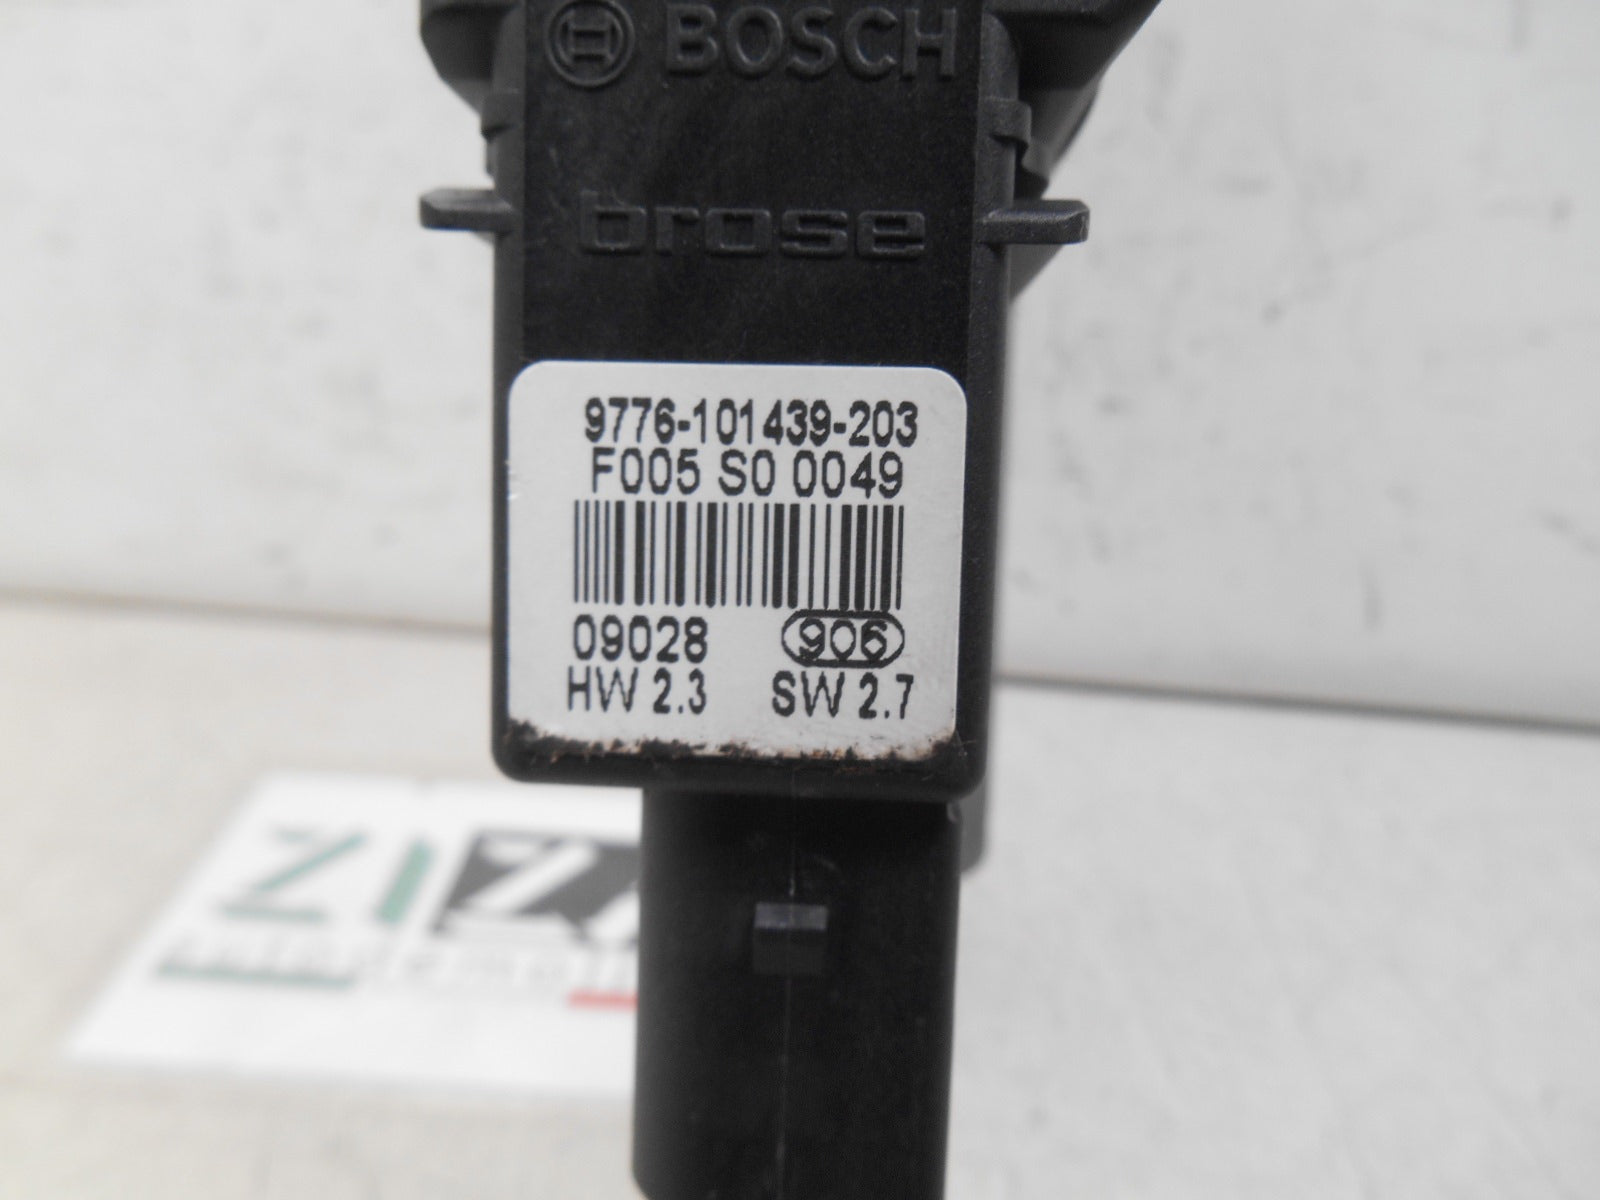 BOSCH
brose
9776-101439-203
F005 S0 0049
09028 906
HW 2.3 SW 2.7